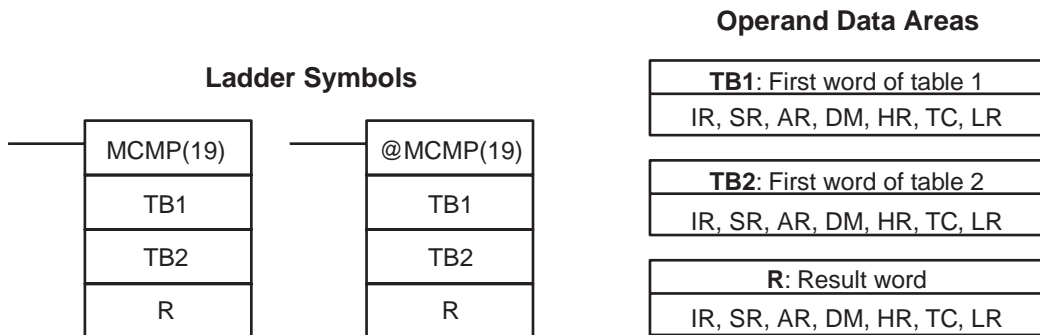 Ladder Symbols
MCMP(19)
TB1
TB2
R
@MCMP(19)
TB1
TB2
R
Operand Data Areas
TB1: First word of table 1
IR, SR, AR, DM, HR, TC, LR
TB2: First word of table 2
IR, SR, AR, DM, HR, TC, LR
R: Result word
IR, SR, AR, DM, HR, TC, LR